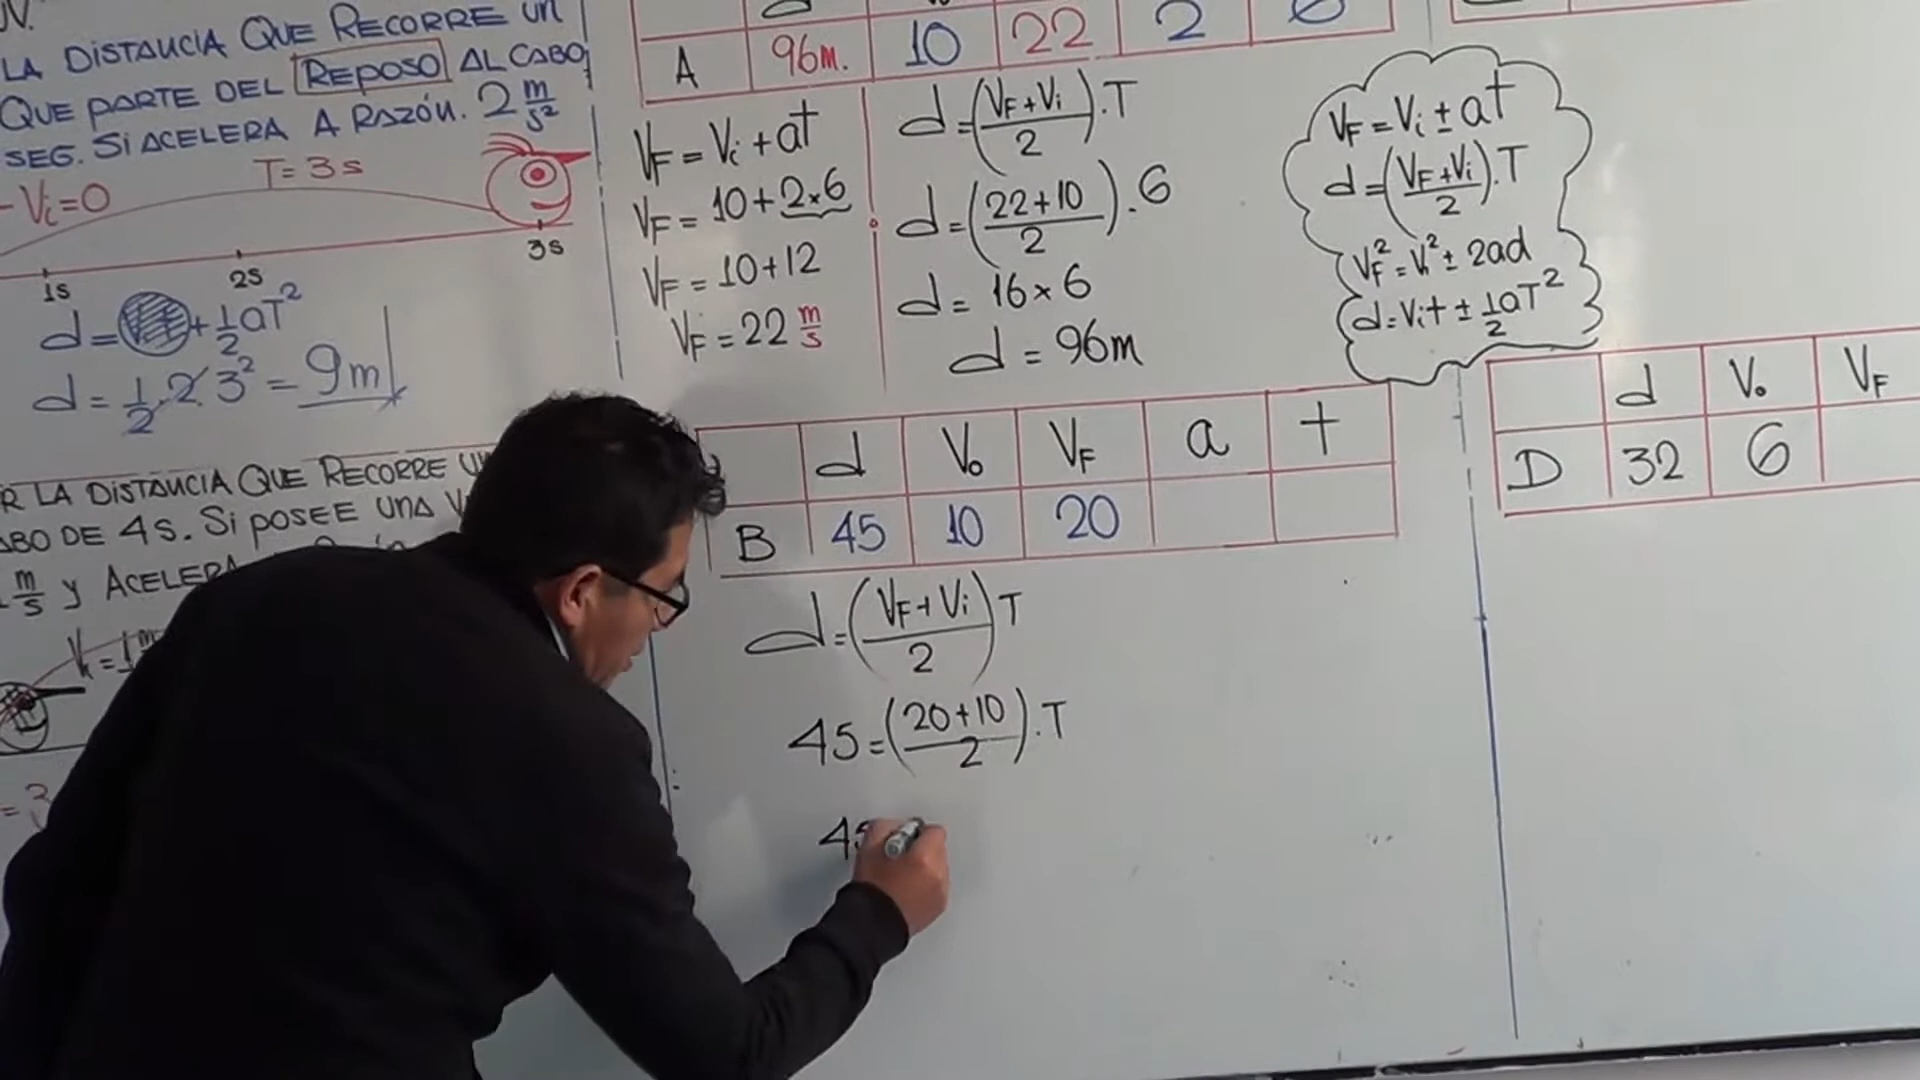 LA DISTANCIA QUE RECORRE UN
QUE PARTE DEL REPOSO AL CABO
SEG. Si ACELERA A RAZÓN. 2 m/s²
T = 3s
Vi=0
1s 2s 3s
d = + 1/2 aT²
d = 1/2 . 2 . 3² = 9m
R LA DISTANCIA QUE RECORRE
ABO DE 4s. Si POSEE UNA V
m/s y ACELERA
= 3
A 96m. 10 22 2 6
VF = Vi + at
VF = 10 + 2×6
VF = 10+12
VF = 22 m/s
d = (VF+Vi/2).T
d = (22+10/2).6
d = 16×6
d = 96m
VF = Vi ± at
d = (VF+Vi/2).T
VF² = Vi² ± 2ad
d = Vit ± 1/2 aT²
d Vo VF a t
B 45 10 20
d = (VF+Vi/2)T
45 = (20+10/2).T
45
d Vo VF
D 32 6